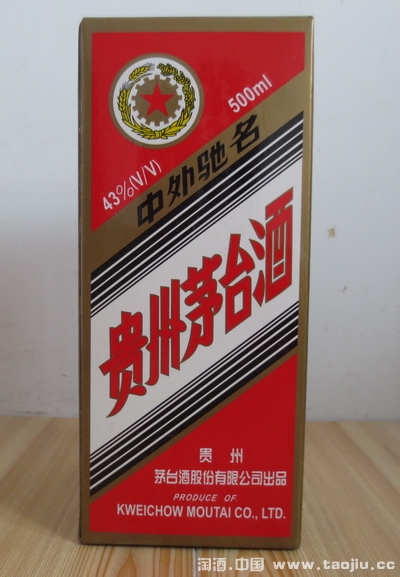 500ml
43%(V/V)
中外驰名
贵州茅台酒
贵 州
茅台酒股份有限公司出品
PRODUCE OF
KWEICHOW MOUTAI CO., LTD.
淘酒.中国 www.taojiu.cc